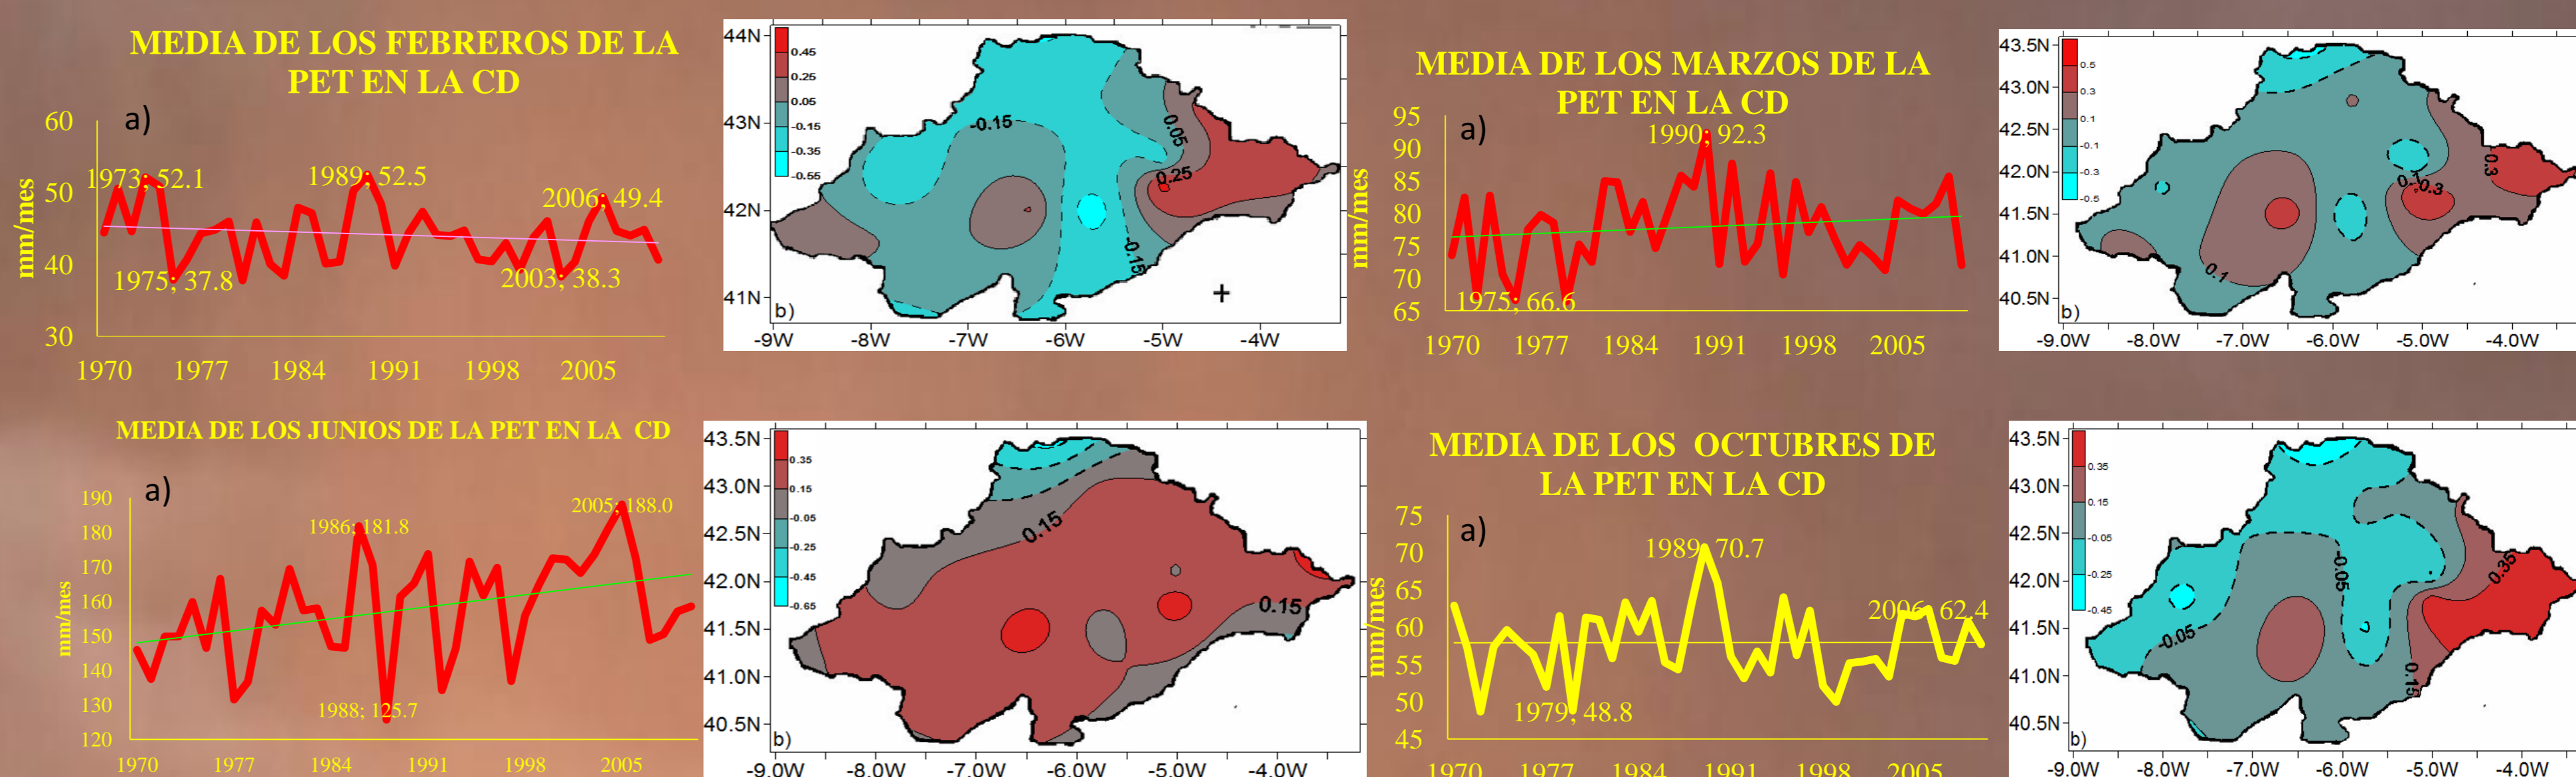 MEDIA DE LOS FEBREROS DE LA
PET EN LA CD
a)
mm/mes
60
50
40
30
1973; 52.1
1989; 52.5
2006; 49.4
1975; 37.8
2003; 38.3
1970 1977 1984 1991 1998 2005
44N
43N
42N
41N
0.45
0.25
0.05
-0.15
-0.35
-0.55
-0.15
0.05
0.25
-0.15
+
b)
-9W -8W -7W -6W -5W -4W
MEDIA DE LOS MARZOS DE LA
PET EN LA CD
a)
mm/mes
95
90
85
80
75
70
65
1990; 92.3
1975; 66.6
1970 1977 1984 1991 1998 2005
43.5N
43.0N
42.5N
42.0N
41.5N
41.0N
40.5N
0.5
0.3
0.1
-0.1
-0.3
-0.5
0.3
0.1
0.3
0.1
b)
-9.0W -8.0W -7.0W -6.0W -5.0W -4.0W
MEDIA DE LOS JUNIOS DE LA PET EN LA CD
a)
mm/mes
190
180
170
160
150
140
130
120
1986; 181.8
2005; 188.0
1988; 125.7
1970 1977 1984 1991 1998 2005
43.5N
43.0N
42.5N
42.0N
41.5N
41.0N
40.5N
0.35
0.15
-0.05
-0.25
-0.45
-0.65
0.15
0.15
b)
-9.0W -8.0W -7.0W -6.0W -5.0W -4.0W
MEDIA DE LOS OCTUBRES DE
LA PET EN LA CD
a)
mm/mes
75
70
65
60
55
50
45
1989; 70.7
2006; 62.4
1979; 48.8
1970 1977 1984 1991 1998 2005
43.5N
43.0N
42.5N
42.0N
41.5N
41.0N
40.5N
0.35
0.15
-0.05
-0.25
-0.45
-0.05
0.35
-0.05
0.15
b)
-9.0W -8.0W -7.0W -6.0W -5.0W -4.0W